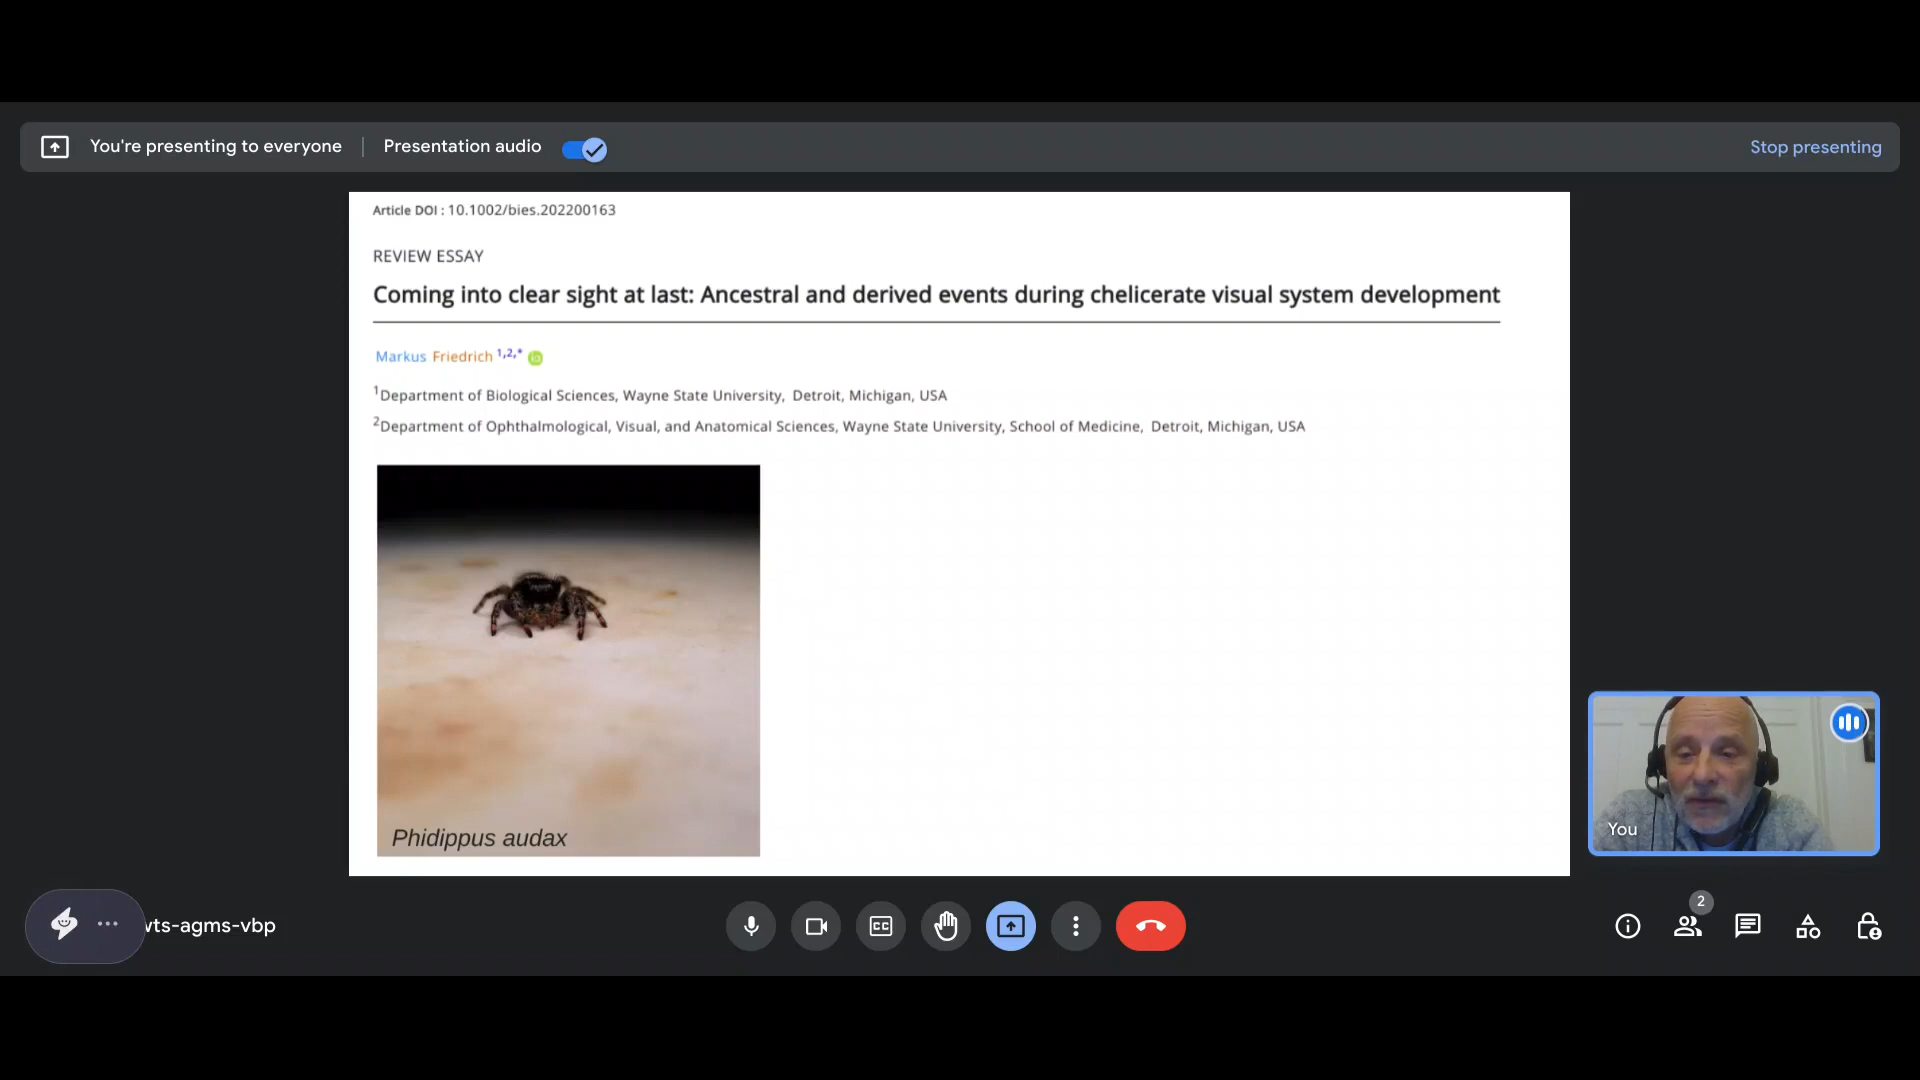 You're presenting to everyone
Presentation audio
Stop presenting
Article DOI : 10.1002/bies.202200163
REVIEW ESSAY
Coming into clear sight at last: Ancestral and derived events during chelicerate visual system development
Markus Friedrich 1,2,* iD
1Department of Biological Sciences, Wayne State University, Detroit, Michigan, USA
2Department of Ophthalmological, Visual, and Anatomical Sciences, Wayne State University, School of Medicine, Detroit, Michigan, USA
Phidippus audax
You
2
vts-agms-vbp
CC